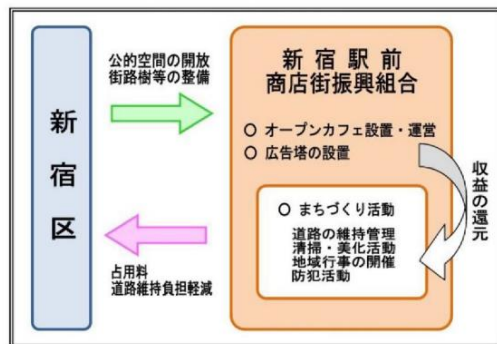 新宿区
公的空間の開放
街路樹等の整備
占用料
道路維持負担軽減
新宿駅前
商店街振興組合
○ オープンカフェ設置・運営
○ 広告塔の設置
収益の還元
○ まちづくり活動
道路の維持管理
清掃・美化活動
地域行事の開催
防犯活動